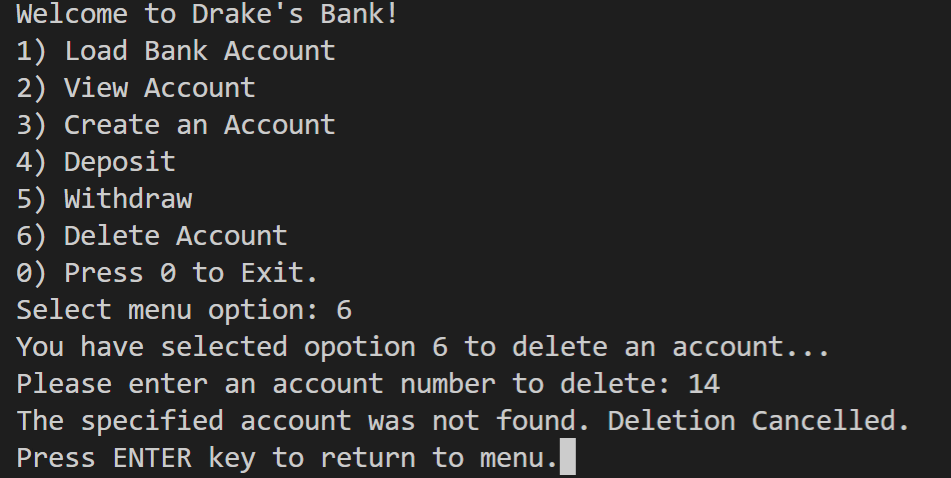 Welcome to Drake's Bank!
1) Load Bank Account
2) View Account
3) Create an Account
4) Deposit
5) Withdraw
6) Delete Account
0) Press 0 to Exit.
Select menu option: 6
You have selected opotion 6 to delete an account...
Please enter an account number to delete: 14
The specified account was not found. Deletion Cancelled.
Press ENTER key to return to menu.